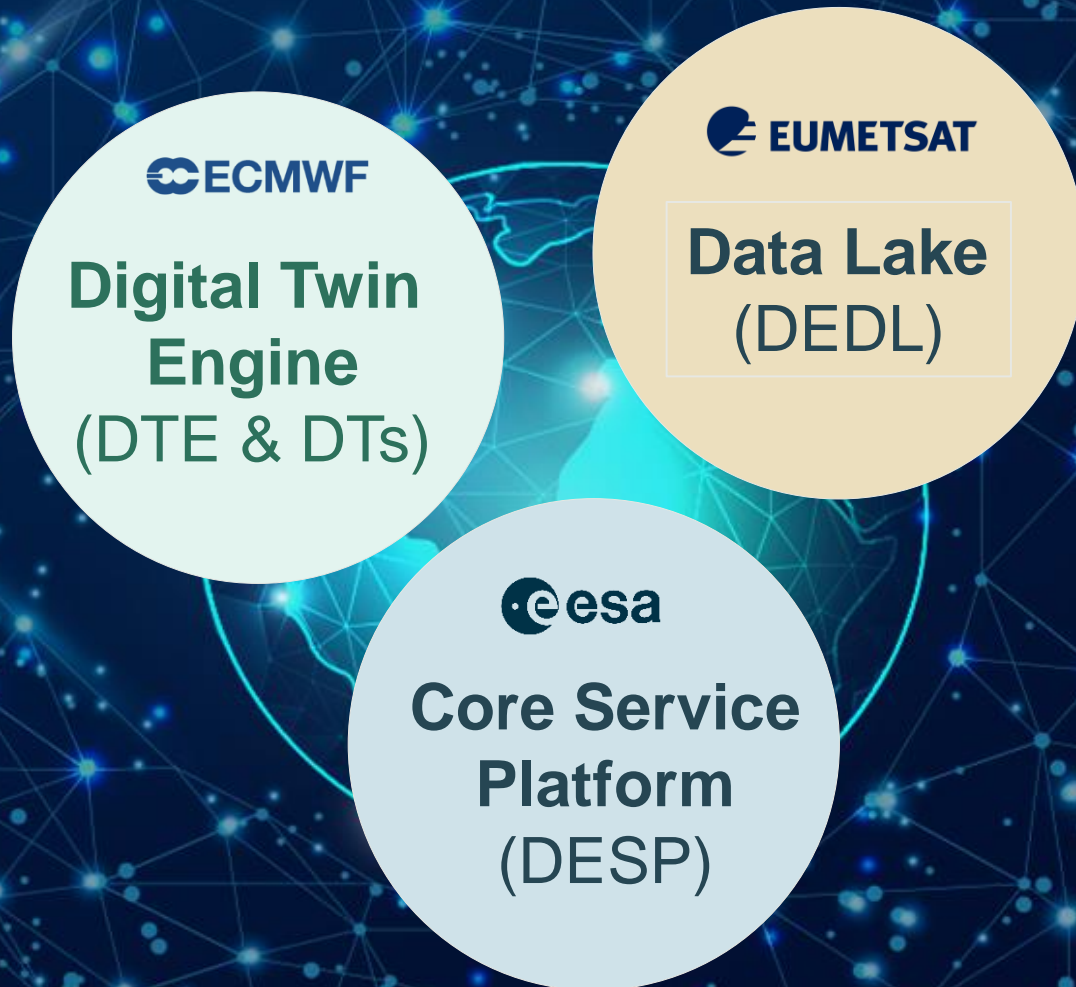 ECMWF
Digital Twin
Engine
(DTE & DTs)
EUMETSAT
Data Lake
(DEDL)
esa
Core Service
Platform
(DESP)